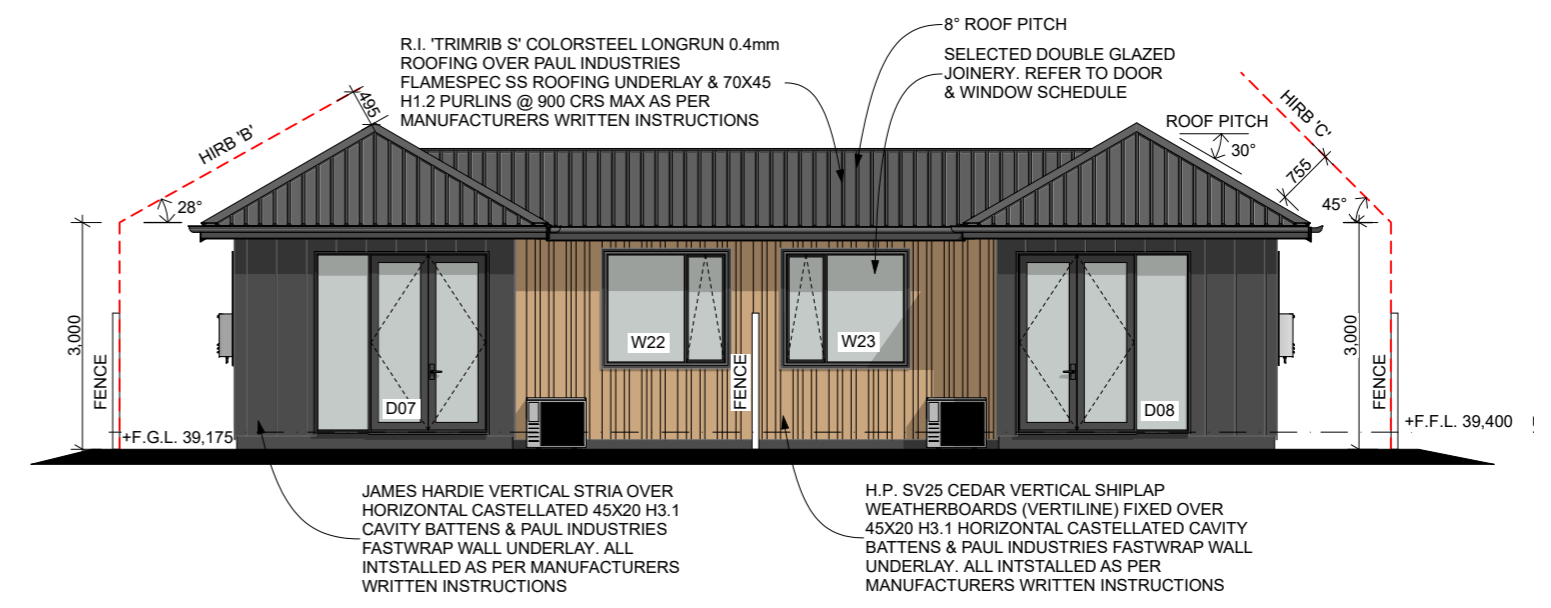 R.I. 'TRIMRIB S' COLORSTEEL LONGRUN 0.4mm
ROOFING OVER PAUL INDUSTRIES
FLAMESPEC SS ROOFING UNDERLAY & 70X45
H1.2 PURLINS @ 900 CRS MAX AS PER
MANUFACTURERS WRITTEN INSTRUCTIONS
8° ROOF PITCH
SELECTED DOUBLE GLAZED
JOINERY. REFER TO DOOR
& WINDOW SCHEDULE
HIRB 'B'
495
28°
ROOF PITCH
30°
HIRB 'C'
755
45°
3,000
FENCE
+F.G.L. 39,175
D07
W22
FENCE
W23
D08
3,000
FENCE
+F.F.L. 39,400
JAMES HARDIE VERTICAL STRIA OVER
HORIZONTAL CASTELLATED 45X20 H3.1
CAVITY BATTENS & PAUL INDUSTRIES
FASTWRAP WALL UNDERLAY. ALL
INTSTALLED AS PER MANUFACTURERS
WRITTEN INSTRUCTIONS
H.P. SV25 CEDAR VERTICAL SHIPLAP
WEATHERBOARDS (VERTILINE) FIXED OVER
45X20 H3.1 HORIZONTAL CASTELLATED CAVITY
BATTENS & PAUL INDUSTRIES FASTWRAP WALL
UNDERLAY. ALL INTSTALLED AS PER
MANUFACTURERS WRITTEN INSTRUCTIONS